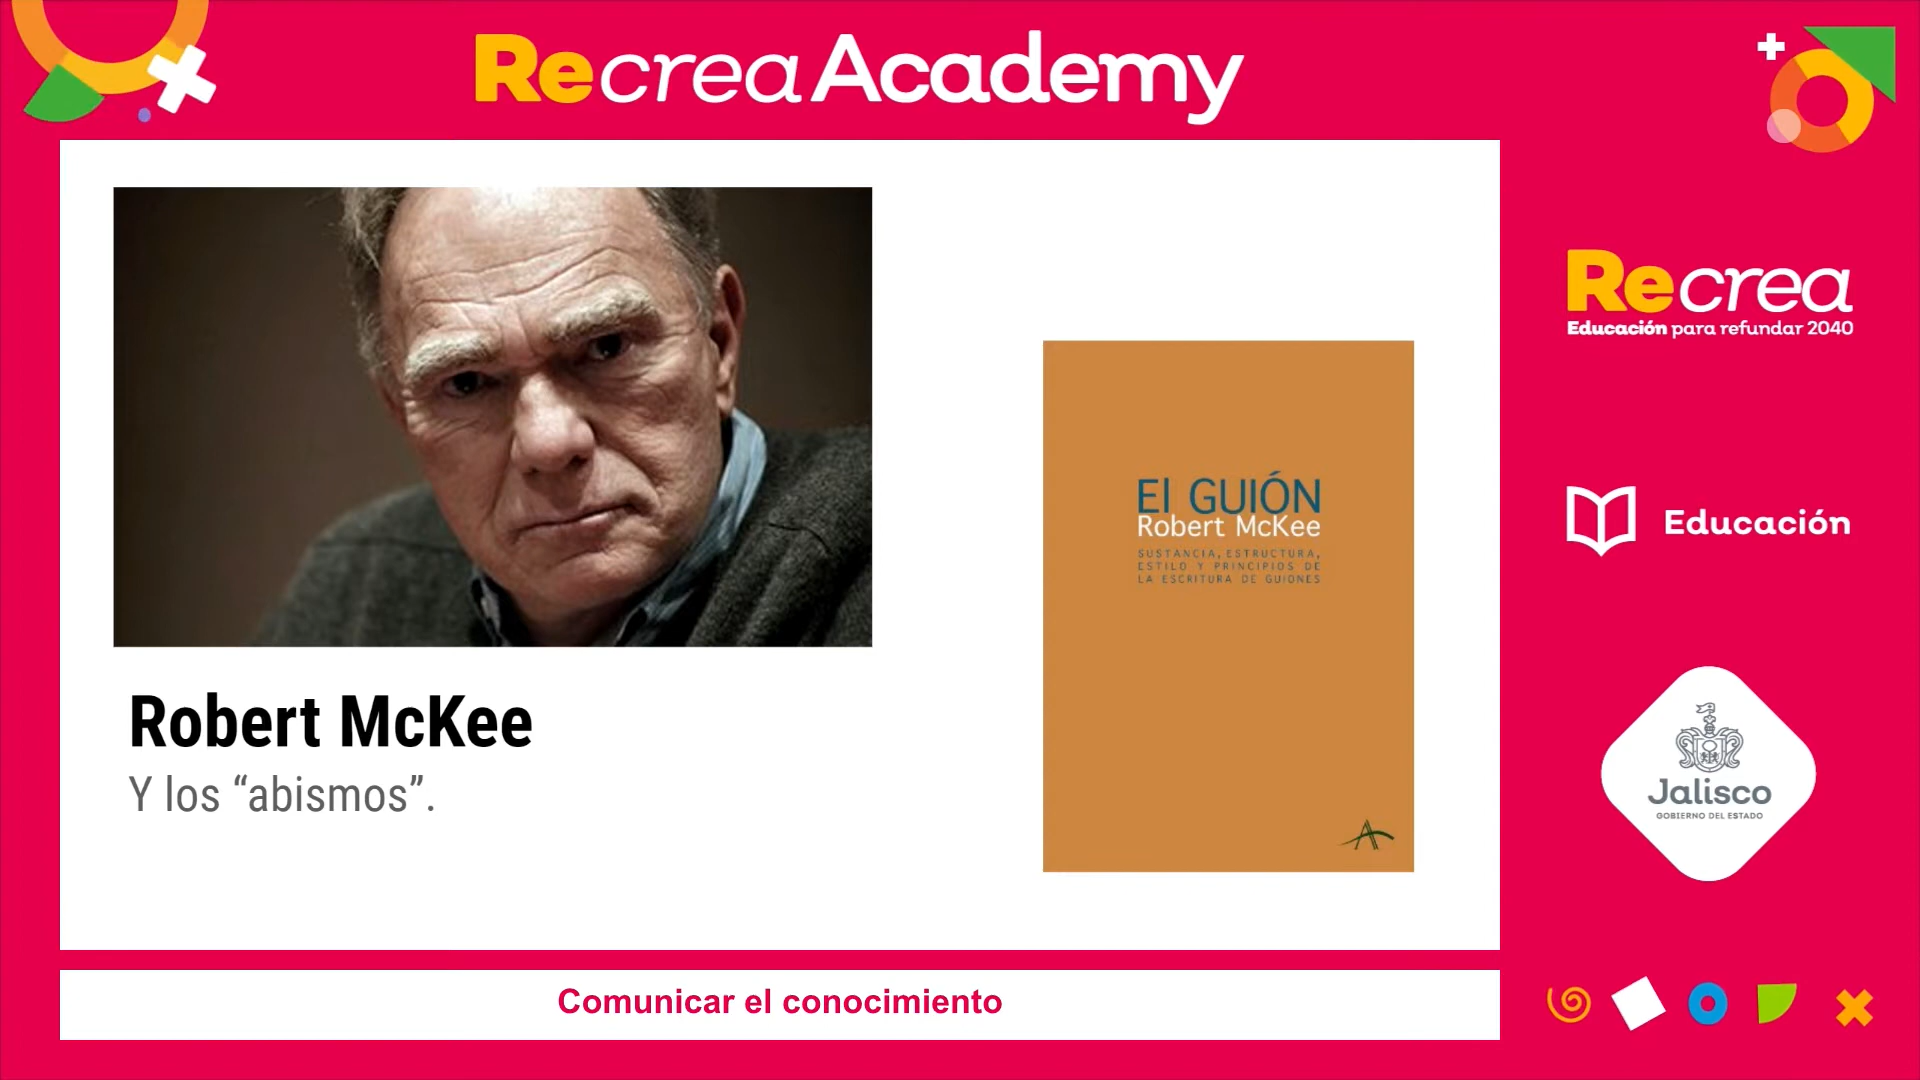 Recrea Academy
Recrea
Educación para refundar 2040
El GUIÓN
Robert McKee
SUSTANCIA, ESTRUCTURA,
ESTILO Y PRINCIPIOS DE
LA ESCRITURA DE GUIONES
Educación
Robert McKee
Y los “abismos”.
Jalisco
GOBIERNO DEL ESTADO
Comunicar el conocimiento